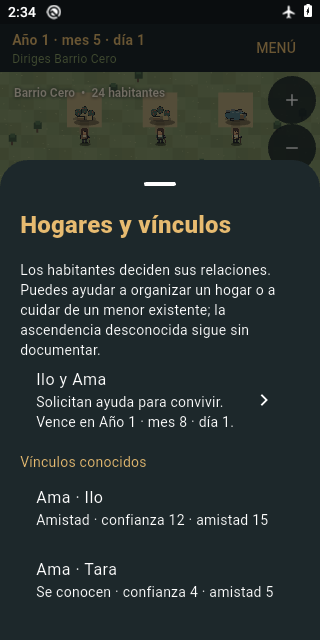 2:34
Año 1 · mes 5 · día 1
Diriges Barrio Cero
MENÚ
Barrio Cero • 24 habitantes
+
−
Hogares y vínculos
Los habitantes deciden sus relaciones.
Puedes ayudar a organizar un hogar o a
cuidar de un menor existente; la
ascendencia desconocida sigue sin
documentar.
Ilo y Ama
Solicitan ayuda para convivir.
Vence en Año 1 · mes 8 · día 1.
Vínculos conocidos
Ama · Ilo
Amistad · confianza 12 · amistad 15
Ama · Tara
Se conocen · confianza 4 · amistad 5